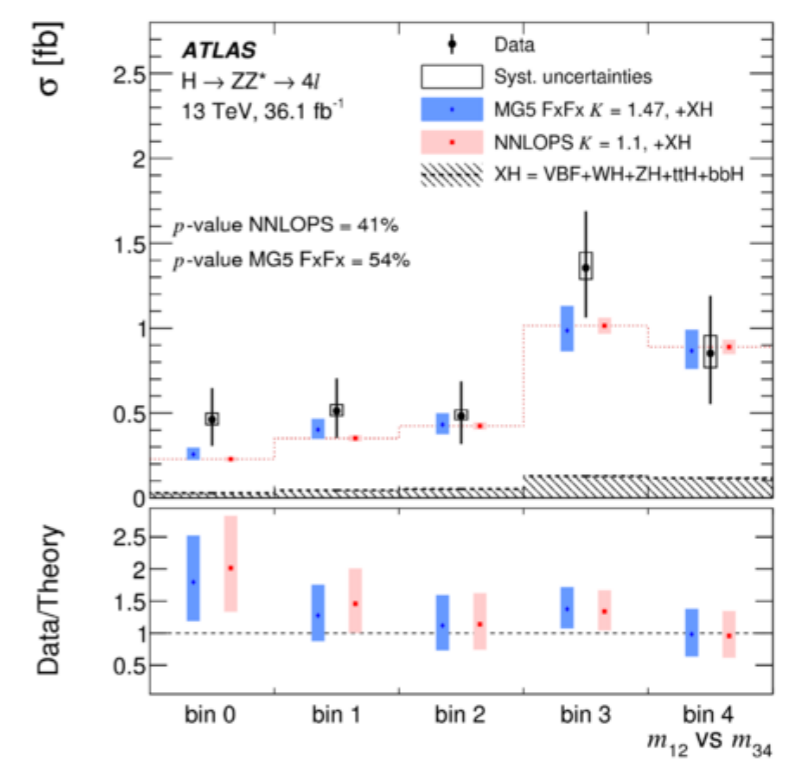 σ [fb]
ATLAS
H → ZZ* → 4l
13 TeV, 36.1 fb⁻¹
Data
Syst. uncertainties
MG5 FxFx K = 1.47, +XH
NNLOPS K = 1.1, +XH
XH = VBF+WH+ZH+ttH+bbH
p-value NNLOPS = 41%
p-value MG5 FxFx = 54%
2.5
2
1.5
1
0.5
0
Data/Theory
2.5
2
1.5
1
0.5
bin 0 bin 1 bin 2 bin 3 bin 4
m₁₂ vs m₃₄